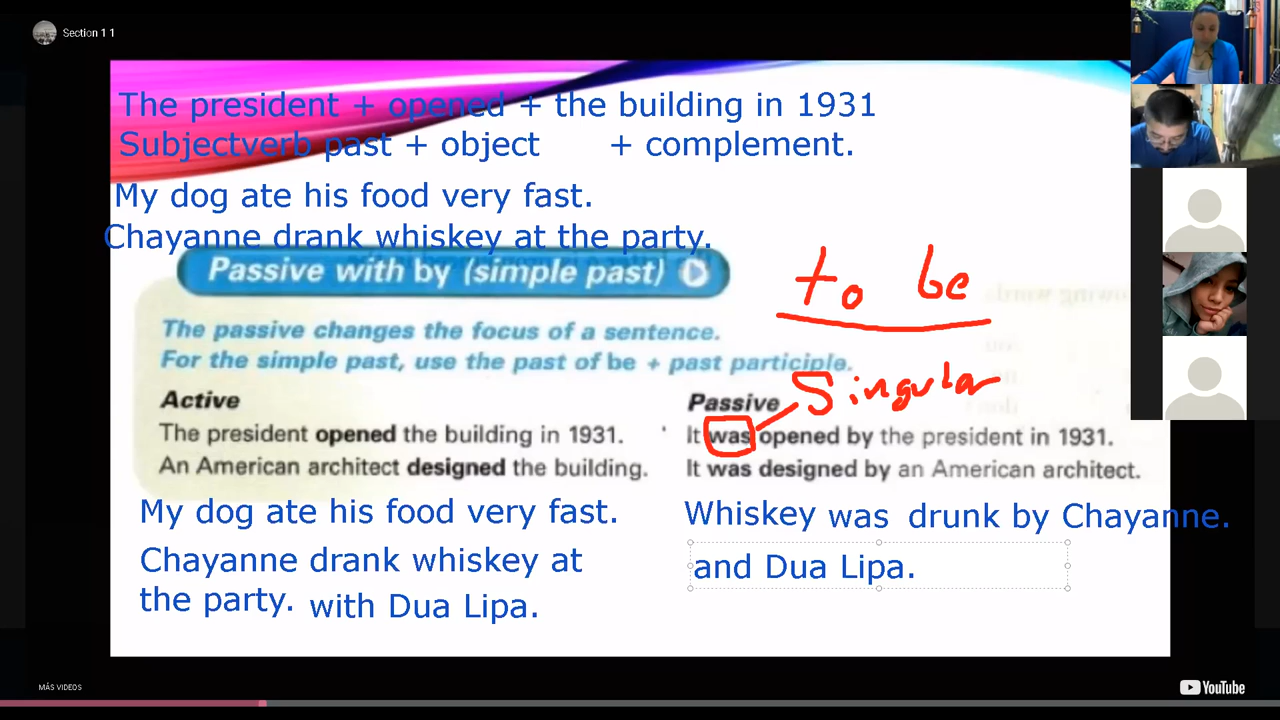 Section 1 1
The president + opened + the building in 1931
Subjectverb past + object + complement.
My dog ate his food very fast.
Chayanne drank whiskey at the party.
Passive with by (simple past)
to be
The passive changes the focus of a sentence.
For the simple past, use the past of be + past participle.
Singular
Active
Passive
The president opened the building in 1931.
It was opened by the president in 1931.
An American architect designed the building.
It was designed by an American architect.
My dog ate his food very fast.
Whiskey was drunk by Chayanne.
Chayanne drank whiskey at
and Dua Lipa.
the party. with Dua Lipa.
MÁS VIDEOS
YouTube